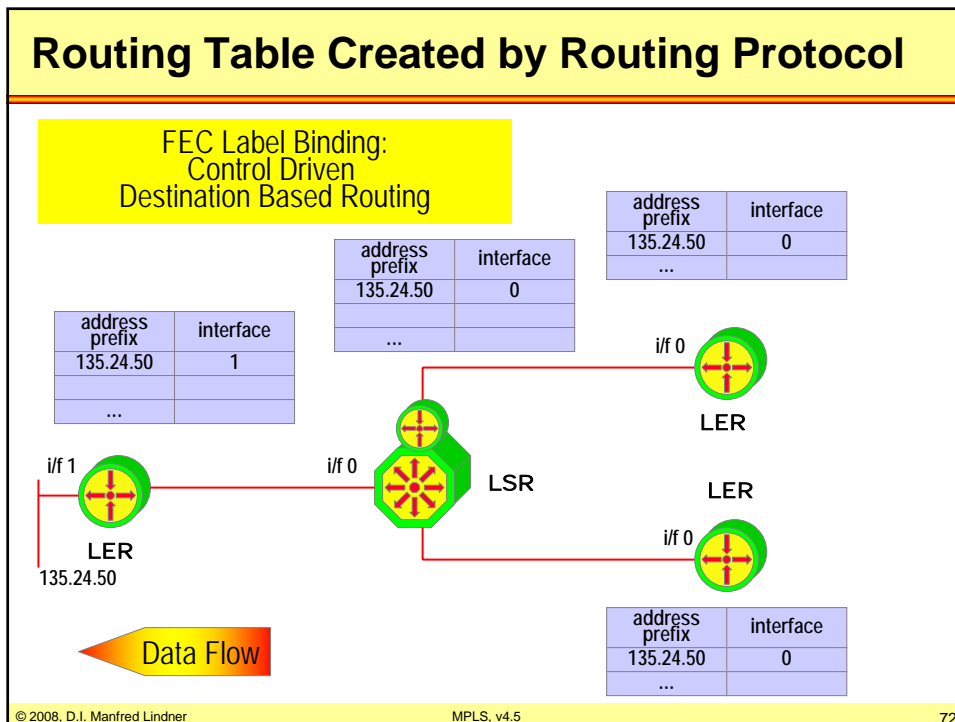 Routing Table Created by Routing Protocol
FEC Label Binding:
Control Driven
Destination Based Routing
address prefix interface
135.24.50 0
...
address prefix interface
135.24.50 0
...
address prefix interface
135.24.50 1
...
i/f 0
LER
i/f 1
i/f 0
LSR
LER
i/f 0
LER
135.24.50
address prefix interface
135.24.50 0
...
Data Flow
© 2008, D.I. Manfred Lindner
MPLS, v4.5
72